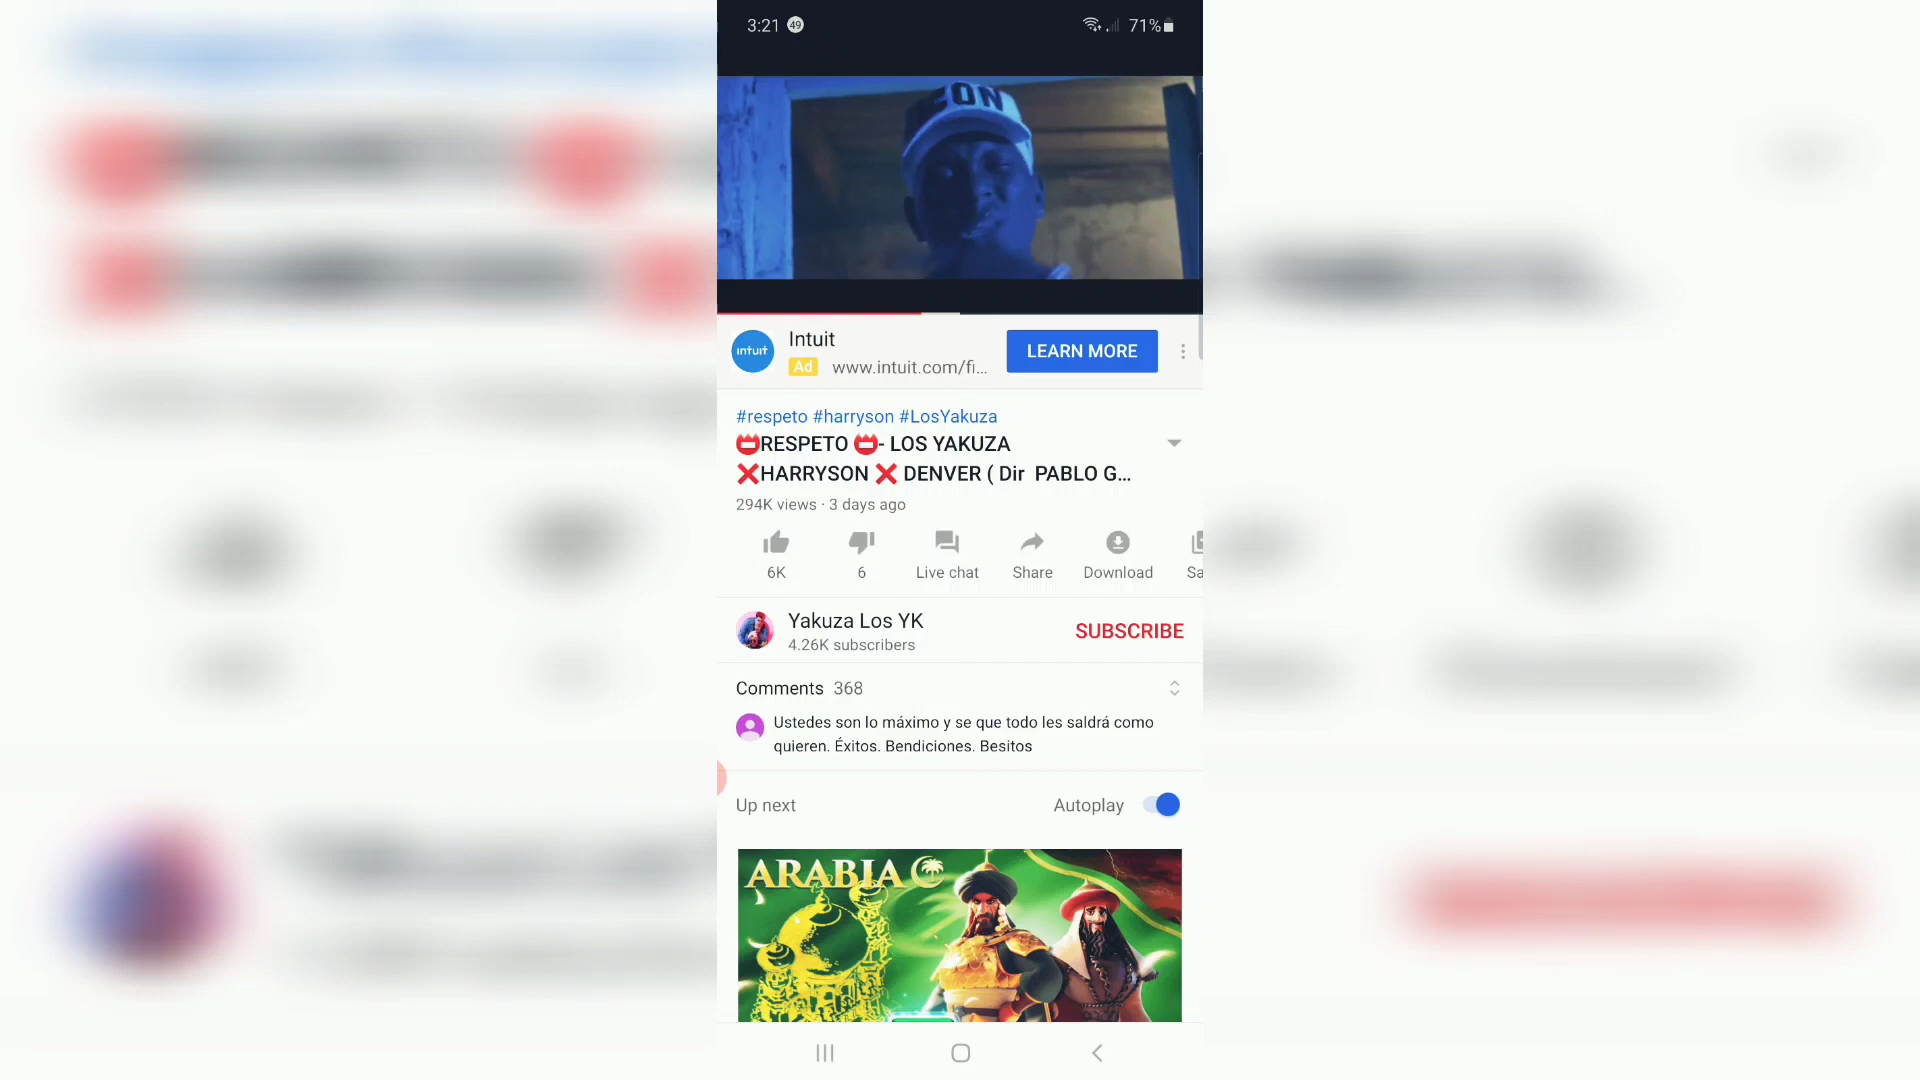 3:21 49 71%
EON
intuit
Intuit
Ad www.intuit.com/fi...
LEARN MORE
#respeto #harryson #LosYakuza
📛RESPETO 📛- LOS YAKUZA
❌HARRYSON ❌ DENVER ( Dir PABLO G...
294K views · 3 days ago
6K 6 Live chat Share Download Sa
Yakuza Los YK
4.26K subscribers
SUBSCRIBE
Comments 368
Ustedes son lo máximo y se que todo les saldrá como
quieren. Éxitos. Bendiciones. Besitos
Up next Autoplay
ARABIA